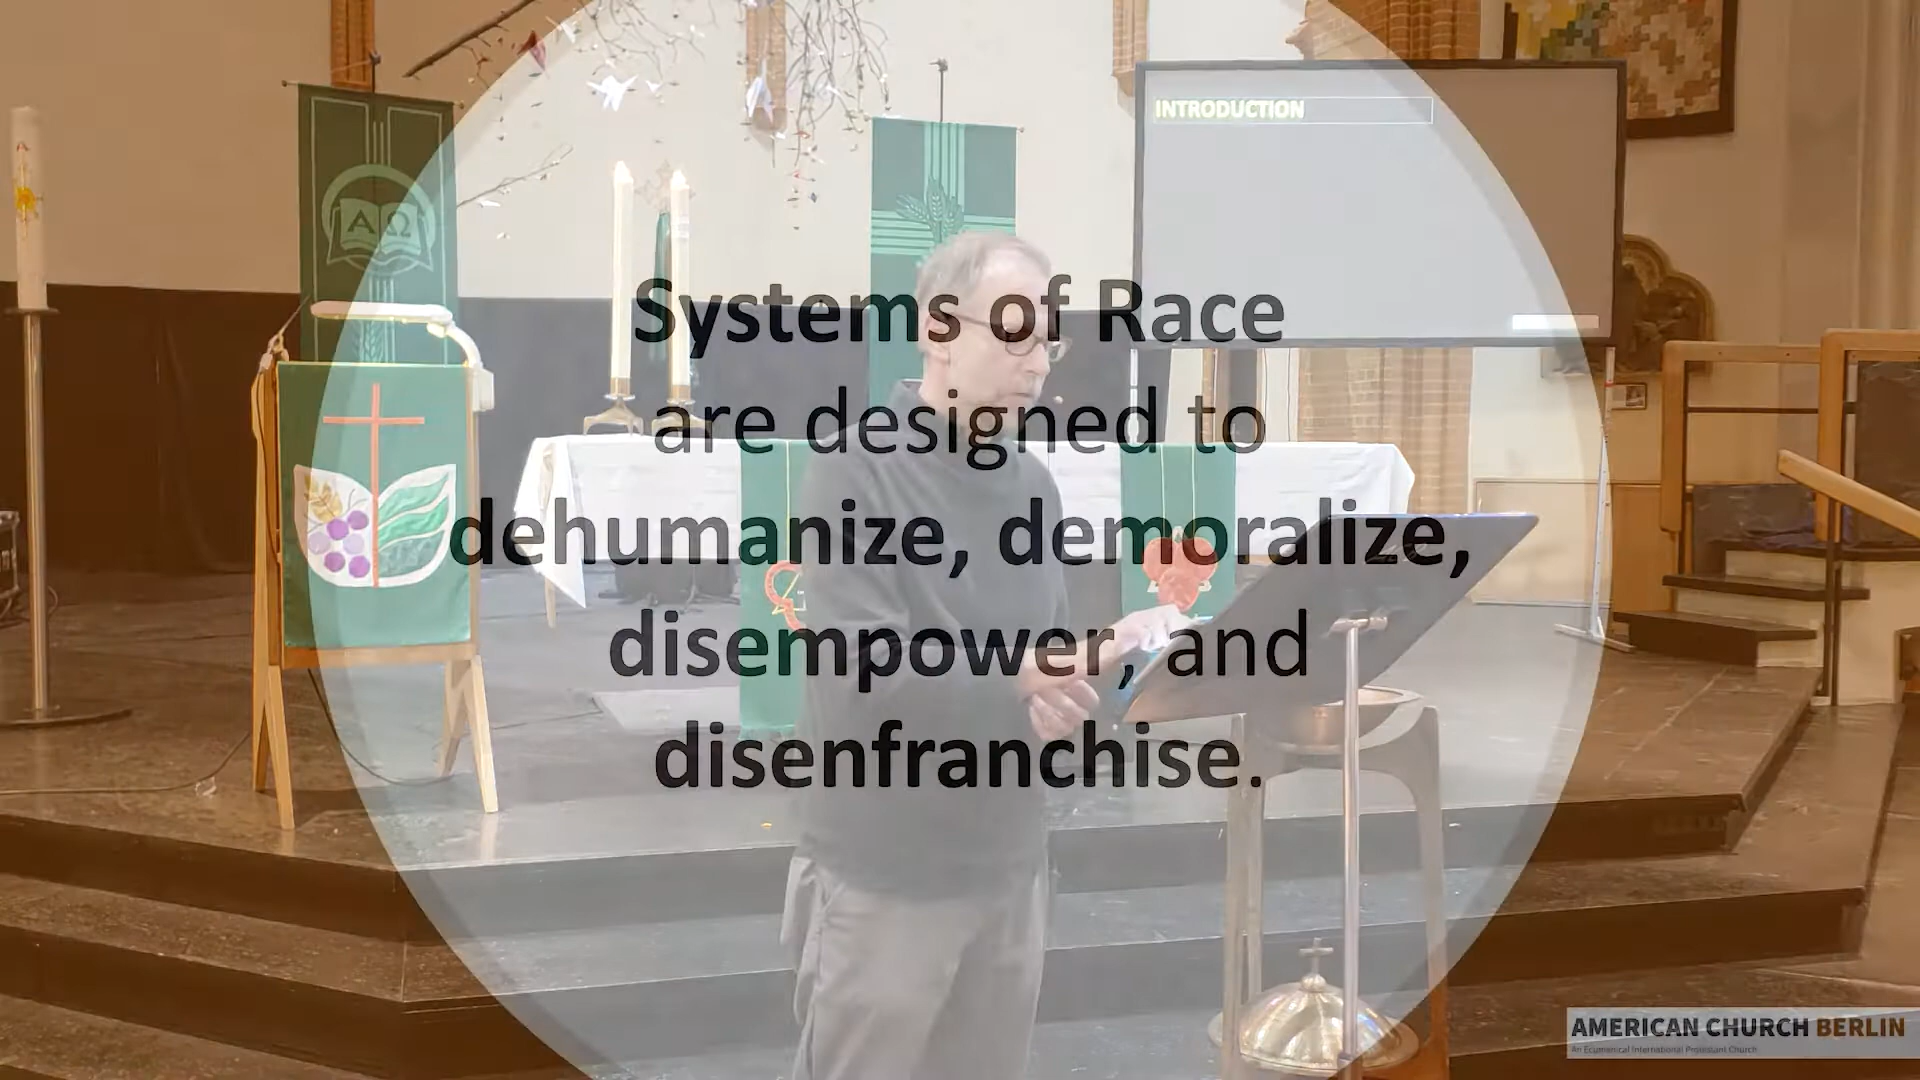 INTRODUCTION
Α Ω
Systems of Race
are designed to
dehumanize, demoralize,
disempower, and
disenfranchise.
AMERICAN CHURCH BERLIN
An Ecumenical International Protestant Church